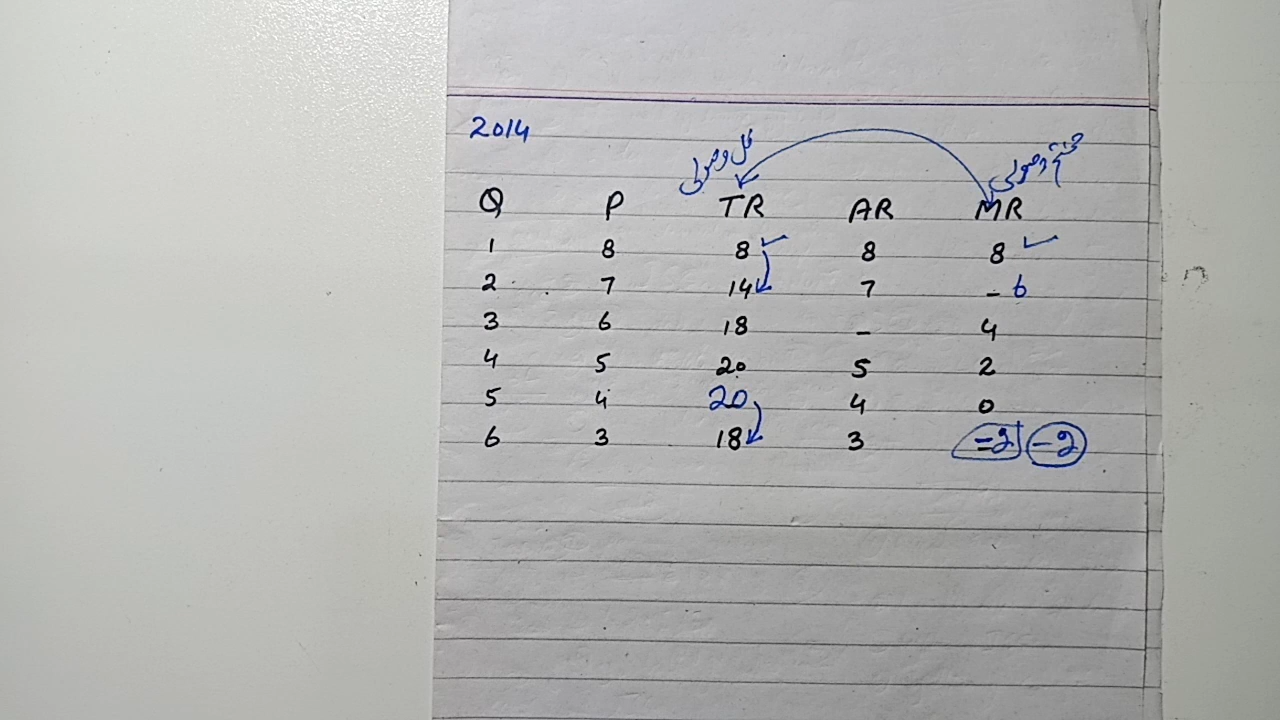 2014
کل وصولی مختتم وصولی
Q P TR AR MR
1 8 8 8 8
2 7 14 7 - 6
3 6 18 - 4
4 5 20 5 2
5 4 20 4 0
6 3 18 3 =2 -2